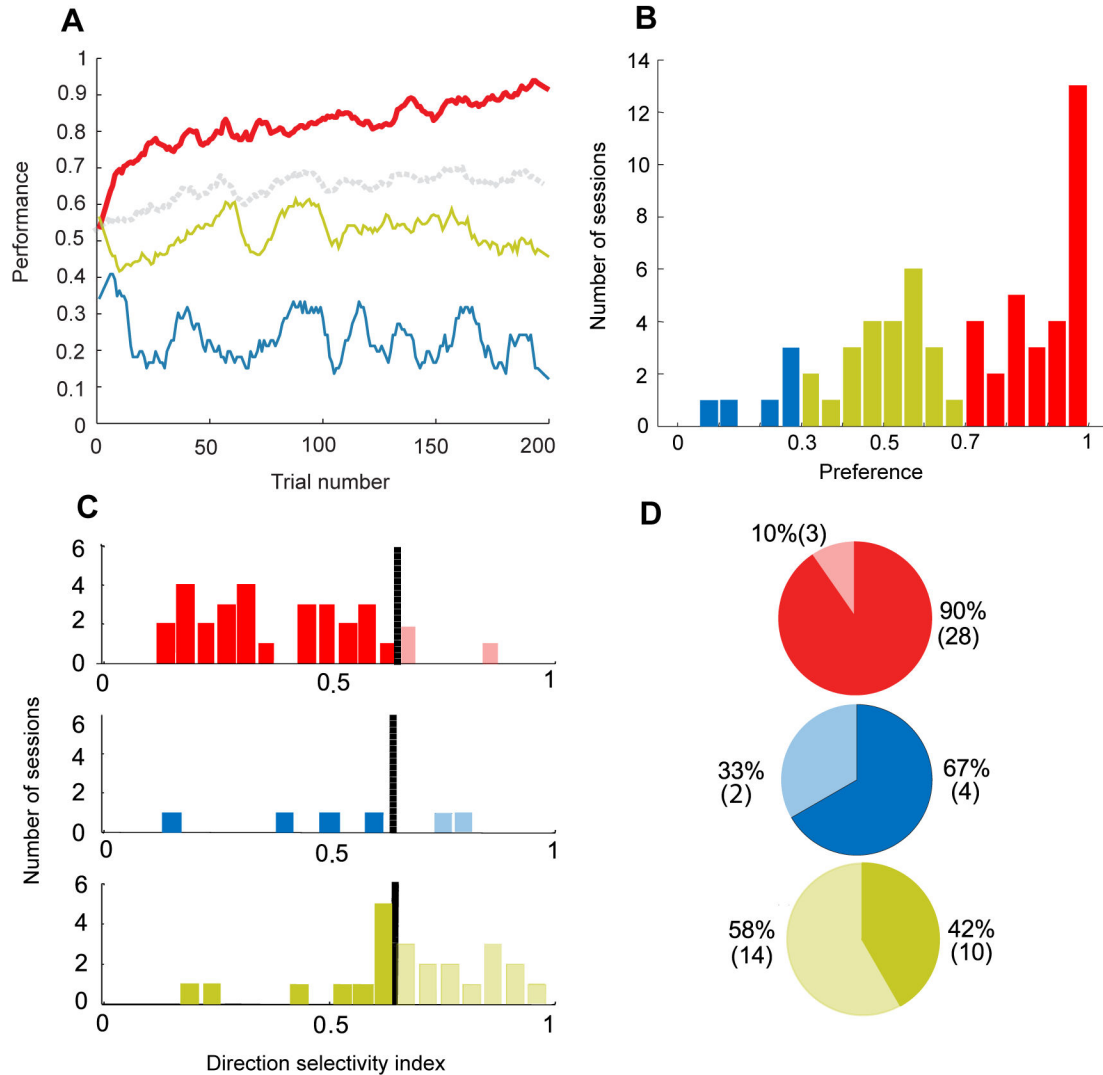 A
1
0.9
0.8
0.7
0.6
0.5
0.4
0.3
0.2
0.1
0
Performance
0 50 100 150 200
Trial number
B
14
12
10
8
6
4
2
0
Number of sessions
0 0.3 0.5 0.7 1
Preference
C
6
4
2
0
0 0.5 1
6
4
2
0
0 0.5 1
6
4
2
0
0 0.5 1
Number of sessions
Direction selectivity index
D
10%(3)
90%
(28)
33%
(2)
67%
(4)
58%
(14)
42%
(10)